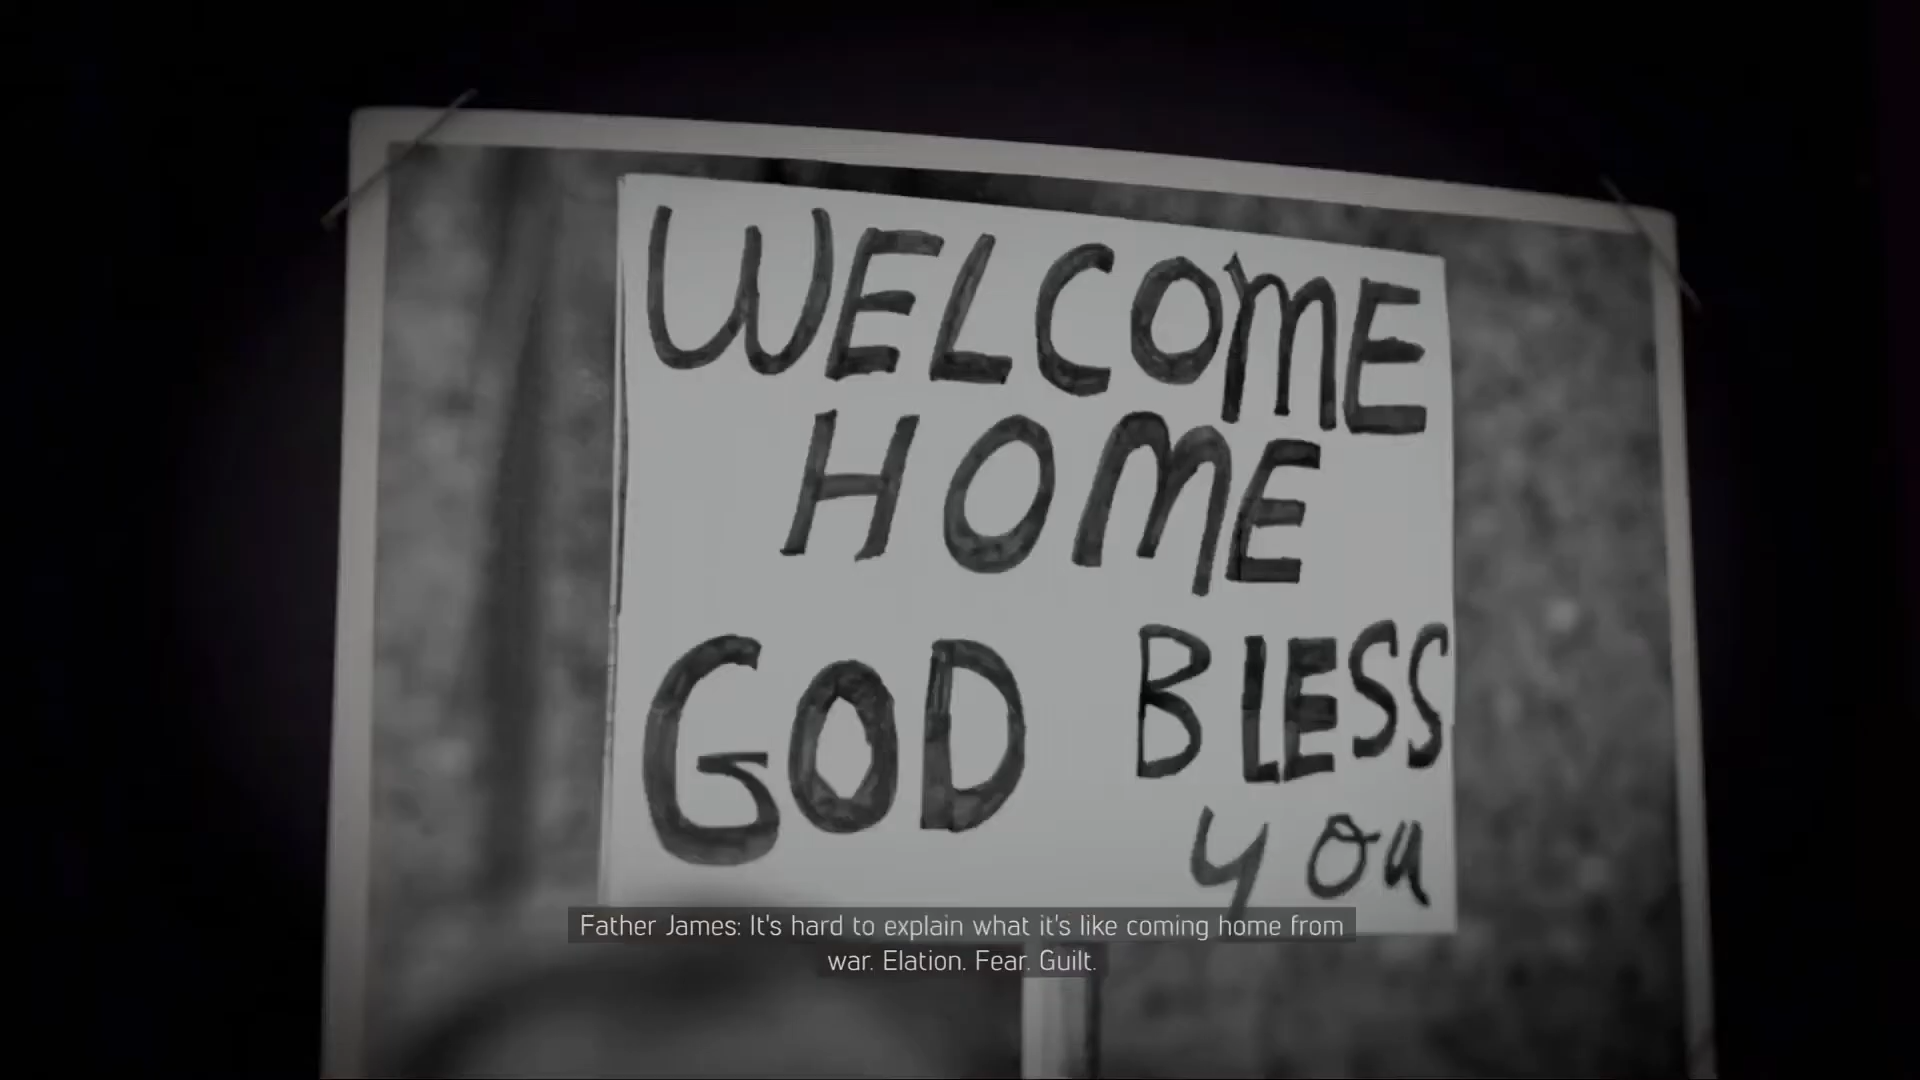 WELCOME
HOME
GOD BLESS
you
Father James: It's hard to explain what it's like coming home from
war. Elation. Fear. Guilt.